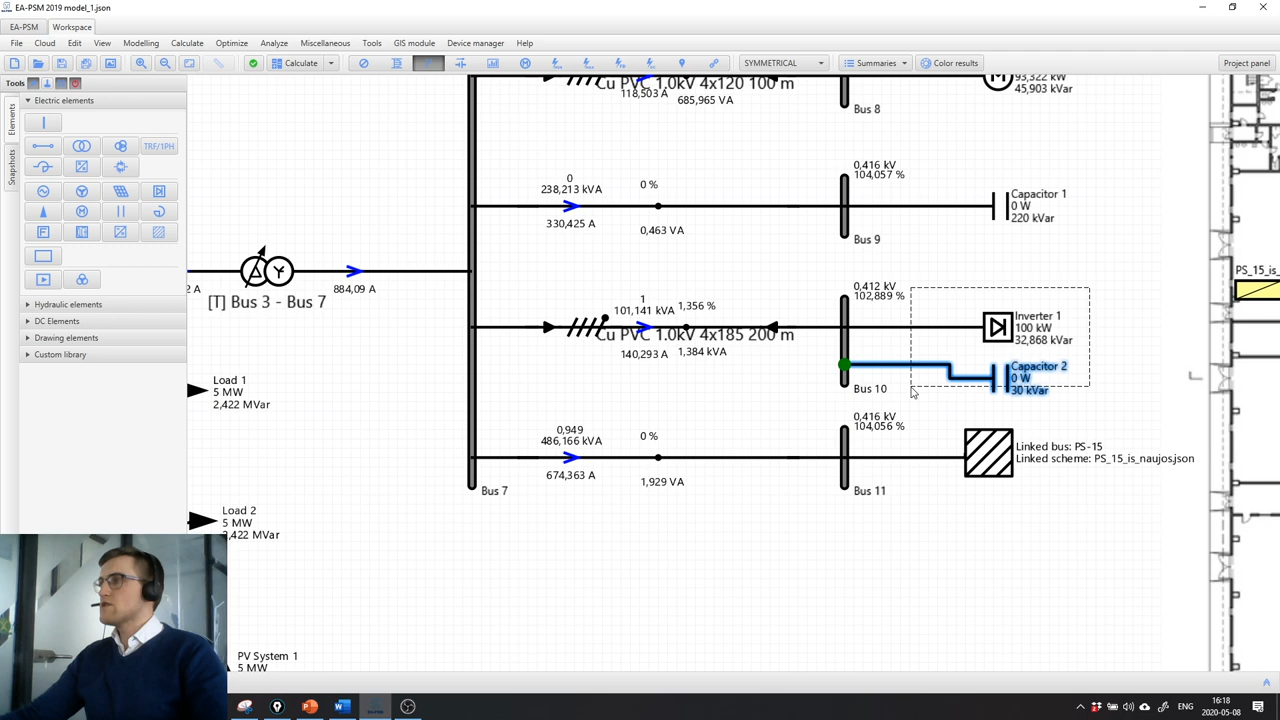 EA-PSM 2019 model_1.json
EA-PSM Workspace
File Cloud Edit View Modelling Calculate Optimize Analyze Miscellaneous Tools GIS module Device manager Help
Calculate SYMMETRICAL Summaries Color results Project panel
Tools
Elements
Snapshots
Electric elements
TRF/1PH
Hydraulic elements
DC Elements
Drawing elements
Custom library
Cu PVC 1.0kV 4x120 100 m
118,503 A 685,965 VA
93,322 kW
45,903 kVar
Bus 8
0
238,213 kVA
0 %
330,425 A
0,463 VA
0,416 kV
104,057 %
Capacitor 1
0 W
220 kVar
Bus 9
2 A
884,09 A
[T] Bus 3 - Bus 7
1
101,141 kVA
1,356 %
Cu PVC 1.0kV 4x185 200 m
140,293 A
1,384 kVA
0,412 kV
102,889 %
Inverter 1
100 kW
32,868 kVar
Capacitor 2
0 W
30 kVar
Bus 10
PS_15_is_
Load 1
5 MW
2,422 MVar
0,949
486,166 kVA
0 %
674,363 A
1,929 VA
0,416 kV
104,056 %
Linked bus: PS-15
Linked scheme: PS_15_is_naujos.json
Bus 7
Bus 11
Load 2
5 MW
2,422 MVar
PV System 1
5 MW
ENG
16:18
2020-05-08